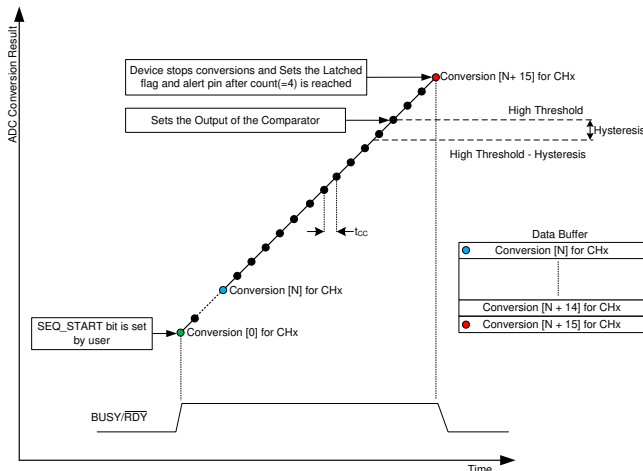 ADC Conversion Result
Device stops conversions and Sets the Latched
flag and alert pin after count(=4) is reached
Conversion [N+ 15] for CHx
Sets the Output of the Comparator
High Threshold
Hysteresis
High Threshold - Hysteresis
tCC
Data Buffer
Conversion [N] for CHx
Conversion [N + 14] for CHx
Conversion [N + 15] for CHx
Conversion [N] for CHx
SEQ_START bit is set
by user
Conversion [0] for CHx
BUSY/RDY
Time